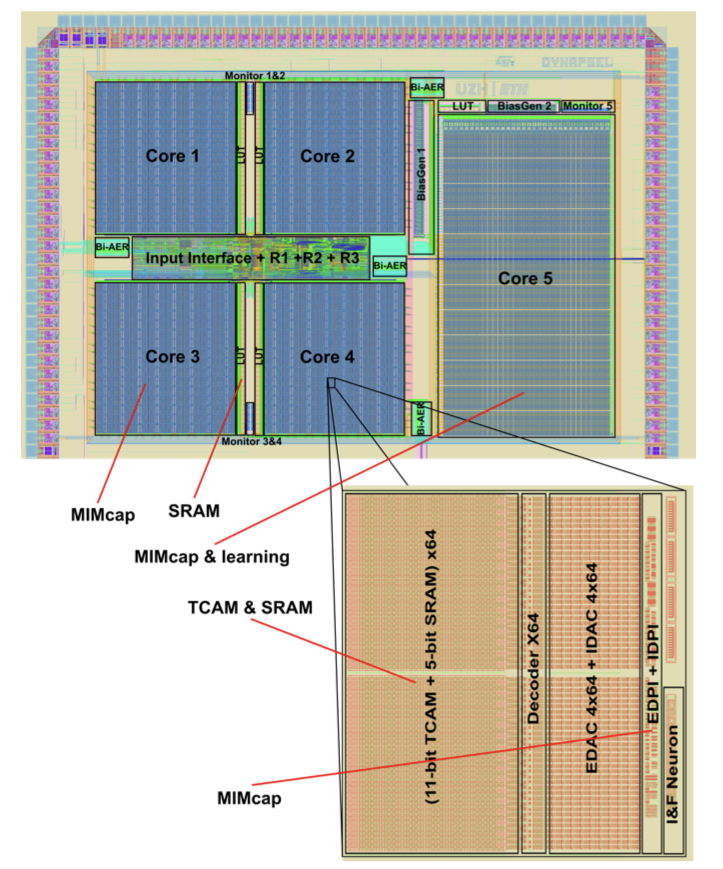 DYNAPSEL
UZH | ETH
Monitor 1&2
Bi-AER
LUT
BiasGen 2
Monitor 5
Core 1
LUT
LUT
Core 2
BiasGen 1
Bi-AER
Input Interface + R1 +R2 + R3
Bi-AER
Core 5
Core 3
LUT
LUT
Core 4
Bi-AER
Monitor 3&4
MIMcap
SRAM
MIMcap & learning
TCAM & SRAM
MIMcap
(11-bit TCAM + 5-bit SRAM) x64
Decoder X64
EDAC 4x64 + IDAC 4x64
EDPI + IDPI
I&F Neuron